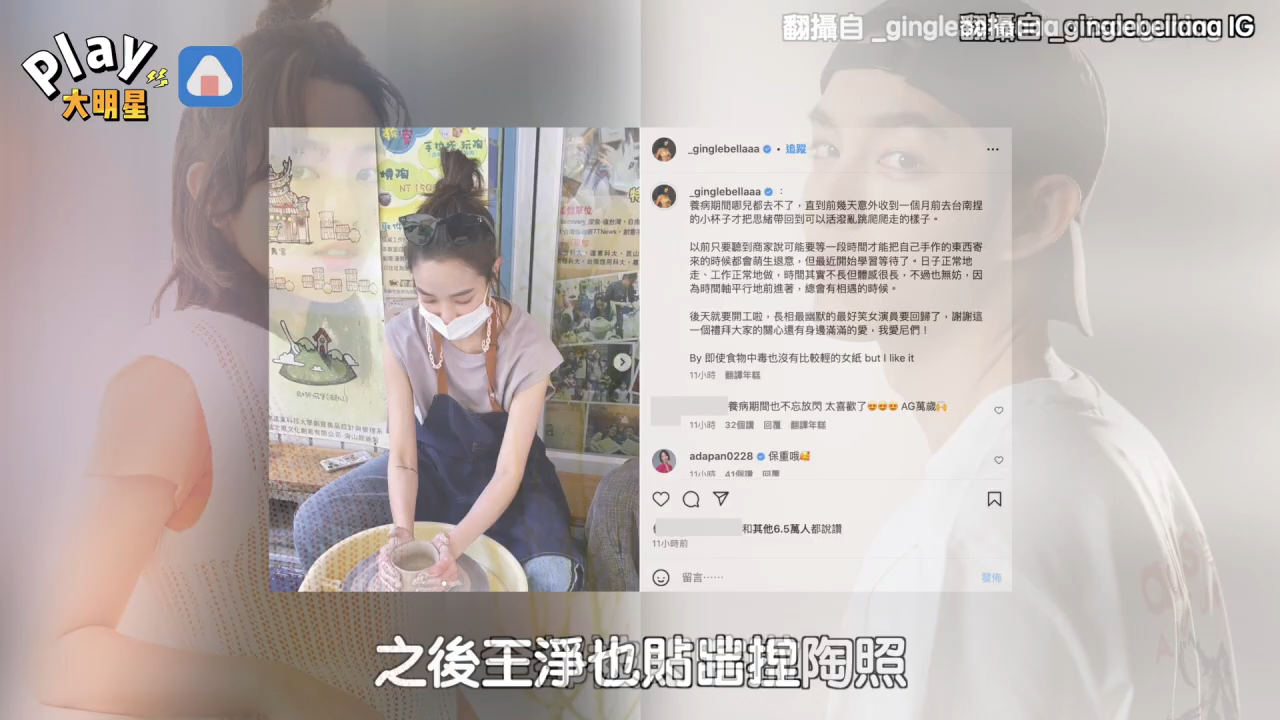 Play
大明星
翻攝自 _ginglebellaaa IG
_ginglebellaaa • 追蹤
_ginglebellaaa :
養病期間哪兒都去不了,直到前幾天意外收到一個月前去台南捏
的小杯子才把思緒帶回到可以活潑亂跳爬爬走的樣子。
以前只要聽到商家說可能要等一段時間才能把自己手作的東西寄
來的時候都會萌生退意,但最近開始學習等待了。日子正常地
走、工作正常地做,時間其實不長但體感很長,不過也無妨,因
為時間軸平行地前進著,總會有相遇的時候。
後天就要開工啦,長相最幽默的最好笑女演員要回歸了,謝謝這
一個禮拜大家的關心還有身邊滿滿的愛,我愛尼們!
By 即使食物中毒也沒有比較輕的女紙 but I like it
11小時 翻譯年糕
養病期間也不忘放閃 太喜歡了😍😍😍 AG萬歲🙌
11小時 32個讚 回覆 翻譯年糕
adapan0228 保重哦🥰
11小時 41個讚 回覆
和其他6.5萬人都說讚
11小時前
留言⋯⋯
發佈
手拉坏 玩陶
燒陶
之後王淨也貼出捏陶照